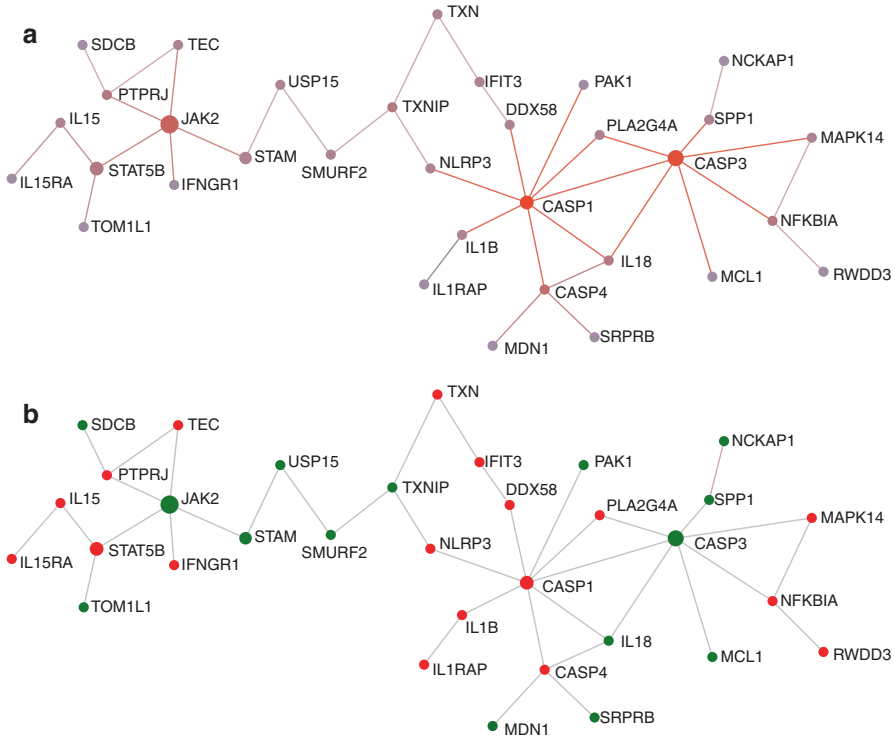 a
TXN
SDCB
TEC
NCKAP1
IFIT3
PAK1
USP15
PTPRJ
DDX58
TXNIP
SPP1
IL15
JAK2
PLA2G4A
MAPK14
STAM
NLRP3
CASP3
STAT5B
SMURF2
IL15RA
IFNGR1
CASP1
NFKBIA
TOM1L1
IL1B
IL18
RWDD3
MCL1
IL1RAP
CASP4
SRPRB
MDN1
b
TXN
SDCB
TEC
NCKAP1
IFIT3
PAK1
USP15
PTPRJ
DDX58
TXNIP
SPP1
IL15
JAK2
PLA2G4A
MAPK14
STAM
NLRP3
CASP3
STAT5B
SMURF2
IL15RA
IFNGR1
CASP1
NFKBIA
TOM1L1
IL1B
IL18
RWDD3
MCL1
IL1RAP
CASP4
SRPRB
MDN1